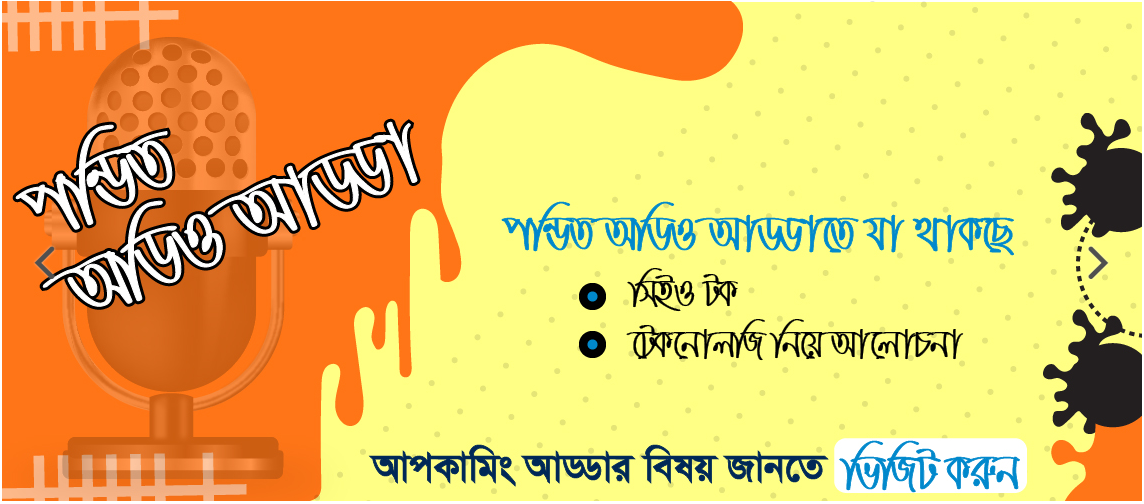 পন্ডিত
অডিও আড্ডা
পন্ডিত অডিও আড্ডাতে যা থাকছে
সিইও টক
টেকনোলজি নিয়ে আলোচনা
আপকামিং আড্ডার বিষয় জানতে ভিজিট করুন